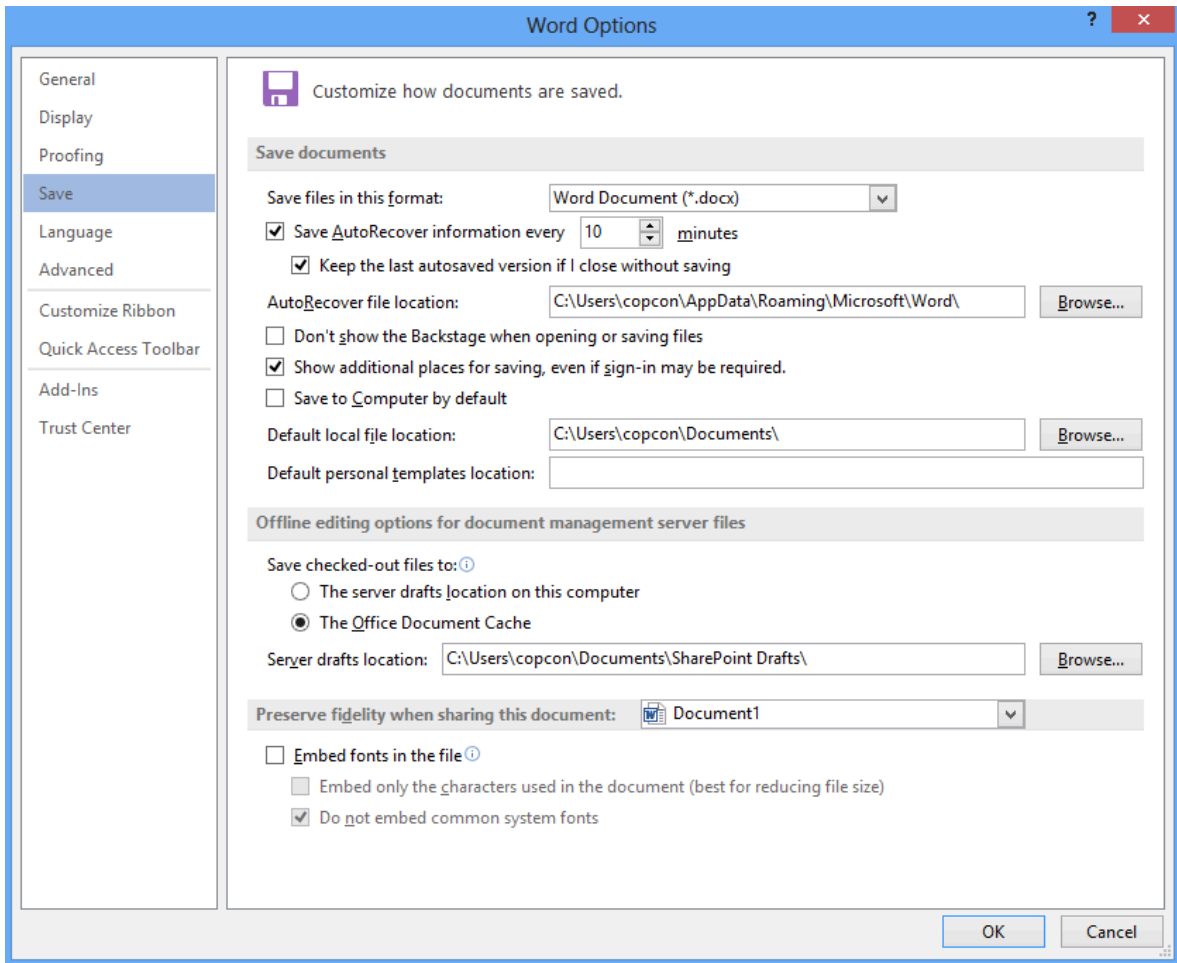 Word Options
?
General
Display
Proofing
Save
Language
Advanced
Customize Ribbon
Quick Access Toolbar
Add-Ins
Trust Center
Customize how documents are saved.
Save documents
Save files in this format: Word Document (*.docx)
Save AutoRecover information every 10 minutes
Keep the last autosaved version if I close without saving
AutoRecover file location: C:\Users\copcon\AppData\Roaming\Microsoft\Word\ Browse...
Don't show the Backstage when opening or saving files
Show additional places for saving, even if sign-in may be required.
Save to Computer by default
Default local file location: C:\Users\copcon\Documents\ Browse...
Default personal templates location:
Offline editing options for document management server files
Save checked-out files to:
The server drafts location on this computer
The Office Document Cache
Server drafts location: C:\Users\copcon\Documents\SharePoint Drafts\ Browse...
Preserve fidelity when sharing this document: Document1
Embed fonts in the file
Embed only the characters used in the document (best for reducing file size)
Do not embed common system fonts
OK Cancel